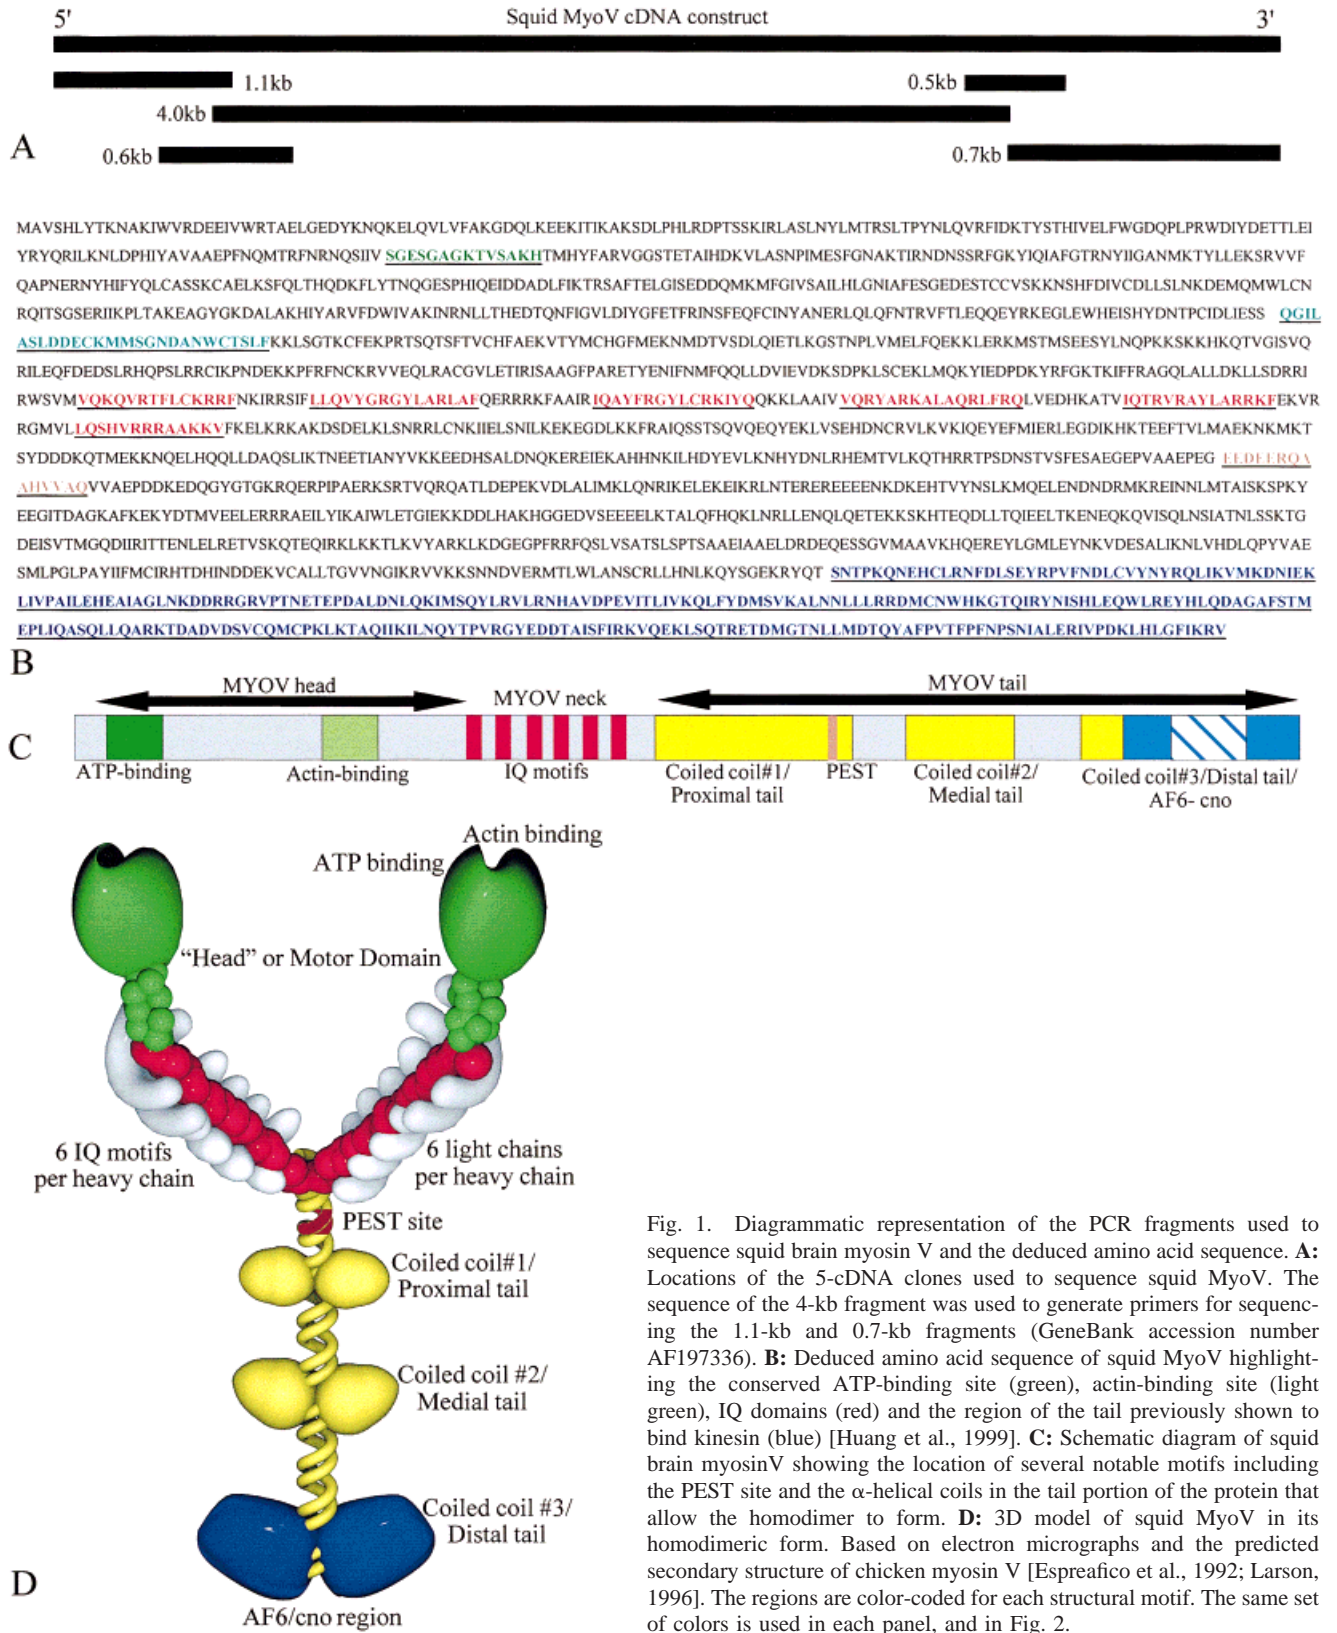 5'
Squid MyoV cDNA construct
3'
1.1kb
0.5kb
4.0kb
A
0.6kb
0.7kb
MAVSHLYTKNAKIWVRDEEIVWRTAELGEDYKNQKELQVLVFAKGDQLKEEKITIKAKSDLPHLRDPTSSKIRLASLNYLMTRSLTPYNLQVRFIDKTYSTHIVELFWGDQPLPRWDIYDETTLEI
YRYQRILKNLDPHIYAVAAEPFNQMTRFNRNQSIIV SGESGAGKTVSAKHTMHYFARVGGSTETAIHDKVLASNPIMESFGNAKTIRNDNSSRFGKYIQIAFGTRNYIIGANMKTYLLEKSRVVF
QAPNERNYHIFYQLCASSKCAELKSFQLTHQDKFLYTNQGESPHIQEIDDADLFIKTRSAFTELGISEDDQMKMFGIVSAILHLGNIAFESGEDESTCCVSKKNSHFDIVCDLLSLNKDEMQMWLCN
RQITSGSERIIKPLTAKEAGYGKDALAKHIYARVFDWIVAKINRNLLTHEDTQNFIGVLDIYGFETFRINSFEQFCINYANERLQLQFNTRVFTLEQQEYRKEGLEWHEISHYDNTPCIDLIESS QGIL
ASLDDECKMMSGNDANWCTSLFKKLSGTKCFEKPRTSQTSFTVCHFAEKVTYMCHGFMEKNMDTVSDLQIETLKGSTNPLVMELFQEKKLERKMSTMSEESYLNQPKKSKKHKQTVGISVQ
RILEQFDEDSLRHQPSLRRCIKPNDEKKPFRFNCKRVVEQLRACGVLETIRISAAGFPARETYENIFNMFQQLLDVIEVDKSDPKLSCEKLMQKYIEDPDKYRFGKTKIFFRAGQLALLDKLLSDRRI
RWSVMVQKQVRTFLCKRRFNKIRRSIFLLQVYGRGYLARLAFQERRRKFAAIRIQAYFRGYLCRKIYQQKKLAAIVVQRYARKALAQRLFRQLVEDHKATVIQTRVRAYLARRKFEKVR
RGMVLLQSHVRRRAAKKVFKELKRKAKDSDELKLSNRRLCNKIIELSNILKEKEGDLKKFRAIQSSTSQVQEQYEKLVSEHDNCRVLKVKIQEYEFMIERLEGDIKHKTEEFTVLMAEKNKMKT
SYDDDKQTMEKKNQELHQQLLDAQSLIKTNEETIANYVKKEEDHSALDNQKEREIEKAHHNKILHDYEVLKNHYDNLRHEMTVLKQTHRRTPSDNSTVSFESAEGEPVAAEPEG ELDEERQA
AHVVAQVVAEPDDKEDQGYGTGKRQERPIPAERKSRTVQRQATLDEPEKVDLALIMKLQNRIKELEKEIKRLNTEREREEEENKDKEHTVYNSLKMQELENDNDRMKREINNLMTAISKSPKY
EEGITDAGKAFKEKYDTMVEELERRRAEILYIKAIWLETGIEKKDDLHAKHGGEDVSEEEELKTALQFHQKLNRLLENQLQETEKKSKHTEQDLLTQIEELTKENEQKQVISQLNSIATNLSSKTG
DEISVTMGQDIIRITTENLELRETVSKQTEQIRKLKKTLKVYARKLKDGEGPFRRFQSLVSATSLSPTSAAEIAAELDRDEQESSGVMAAVKHQEREYLGMLEYNKVDESALIKNLVHDLQPYVAE
SMLPGLPAYIIFMCIRHTDHINDDEKVCALLTGVVNGIKRVVKKSNNDVERMTLWLANSCRLLHNLKQYSGEKRYQT SNTPKQNEHCLRNFDLSEYRPVFNDLCVYNYRQLIKVMKDNIEK
LIVPAILEHEAIAGLNKDDRRGRVPTNETEPDALDNLQKIMSQYLRVLRNHAVDPEVITLIVKQLFYDMSVKALNNLLLRRDMCNWHKGTQIRYNISHLEQWLREYHLQDAGAFSTM
EPLIQASQLLQARKTDADVDSVCQMCPKLKTAQIIKILNQYTPVRGYEDDTAISFIRKVQEKLSQTRETDMGTNLLMDTQYAFPVTFPFNPSNIALERIVPDKLHLGFIKRV
B
MYOV head
MYOV neck
MYOV tail
C
ATP-binding
Actin-binding
IQ motifs
Coiled coil#1/
Proximal tail
PEST
Coiled coil#2/
Medial tail
Coiled coil#3/Distal tail/
AF6- cno
Actin binding
ATP binding
"Head" or Motor Domain
6 IQ motifs
per heavy chain
6 light chains
per heavy chain
PEST site
Coiled coil#1/
Proximal tail
Coiled coil #2/
Medial tail
Coiled coil #3/
Distal tail
D
AF6/cno region
Fig. 1. Diagrammatic representation of the PCR fragments used to
sequence squid brain myosin V and the deduced amino acid sequence. A:
Locations of the 5-cDNA clones used to sequence squid MyoV. The
sequence of the 4-kb fragment was used to generate primers for sequenc-
ing the 1.1-kb and 0.7-kb fragments (GeneBank accession number
AF197336). B: Deduced amino acid sequence of squid MyoV highlight-
ing the conserved ATP-binding site (green), actin-binding site (light
green), IQ domains (red) and the region of the tail previously shown to
bind kinesin (blue) [Huang et al., 1999]. C: Schematic diagram of squid
brain myosinV showing the location of several notable motifs including
the PEST site and the α-helical coils in the tail portion of the protein that
allow the homodimer to form. D: 3D model of squid MyoV in its
homodimeric form. Based on electron micrographs and the predicted
secondary structure of chicken myosin V [Espreafico et al., 1992; Larson,
1996]. The regions are color-coded for each structural motif. The same set
of colors is used in each panel, and in Fig. 2.